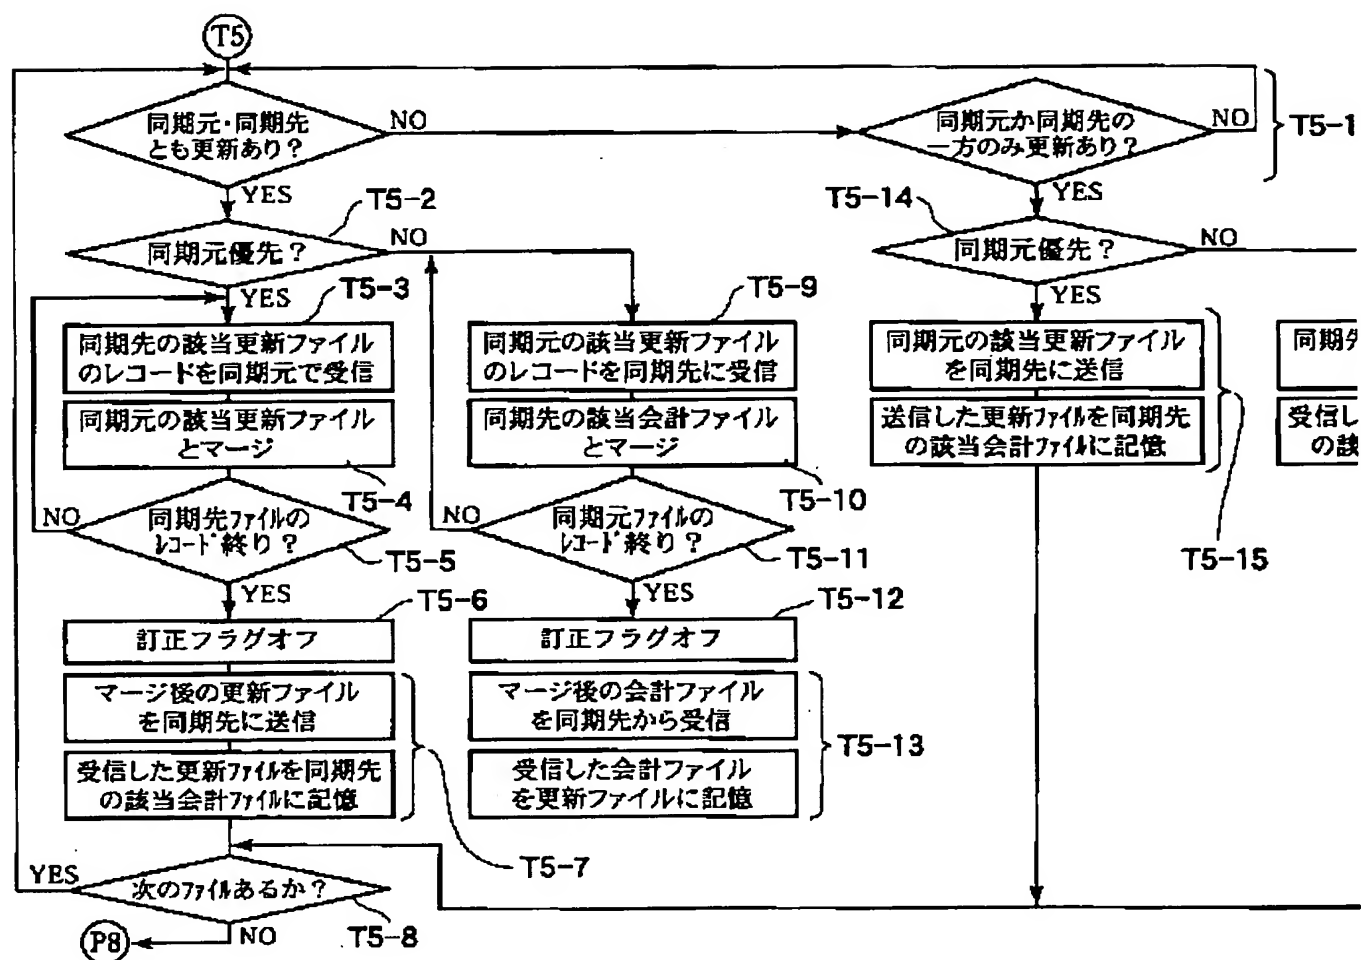 T5
同期元・同期先
とも更新あり？
NO
同期元か同期先の
一方のみ更新あり？
NO
T5-1
YES
T5-2
同期元優先？
NO
YES
T5-14
同期元優先？
NO
YES
T5-3
同期先の該当更新ファイル
のレコードを同期元で受信
同期元の該当更新ファイル
とマージ
T5-4
NO
同期先ファイルの
レコード終り？
T5-5
YES
T5-6
訂正フラグオフ
マージ後の更新ファイル
を同期先に送信
受信した更新ファイルを同期先
の該当会計ファイルに記憶
T5-7
YES
次のファイルあるか？
T5-8
NO
P8
T5-9
同期元の該当更新ファイル
のレコードを同期先に受信
同期先の該当会計ファイル
とマージ
T5-10
NO
同期元ファイルの
レコード終り？
T5-11
YES
T5-12
訂正フラグオフ
マージ後の会計ファイル
を同期先から受信
受信した会計ファイル
を更新ファイルに記憶
T5-13
同期元の該当更新ファイル
を同期先に送信
送信した更新ファイルを同期先
の該当会計ファイルに記憶
T5-15
同期
受信し
の該